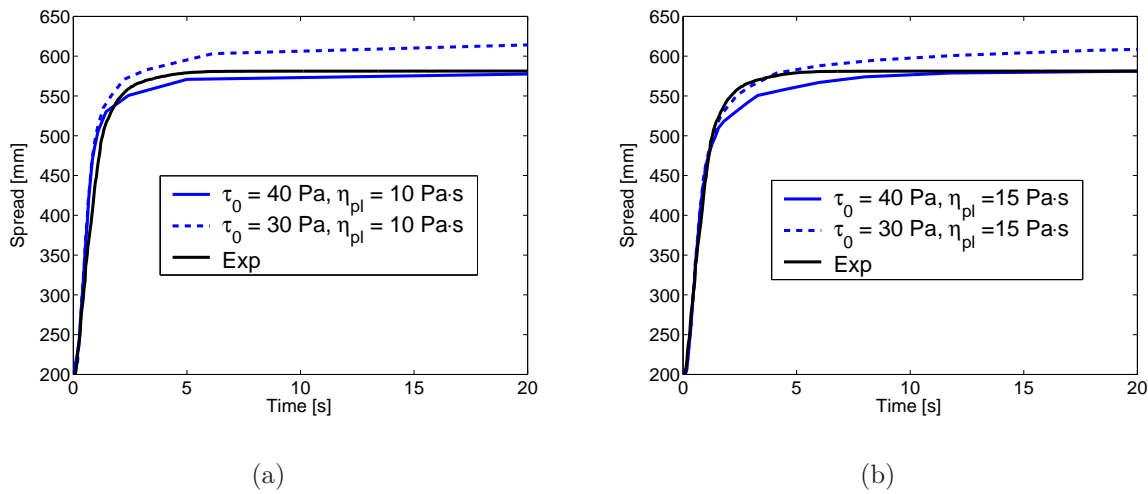 650
600
550
500
450
400
350
300
250
200
0
5
10
15
20
Spread [mm]
Time [s]
τ0 = 40 Pa, ηpl = 10 Pa·s
τ0 = 30 Pa, ηpl = 10 Pa·s
Exp
(a)
650
600
550
500
450
400
350
300
250
200
0
5
10
15
20
Spread [mm]
Time [s]
τ0 = 40 Pa, ηpl =15 Pa·s
τ0 = 30 Pa, ηpl =15 Pa·s
Exp
(b)